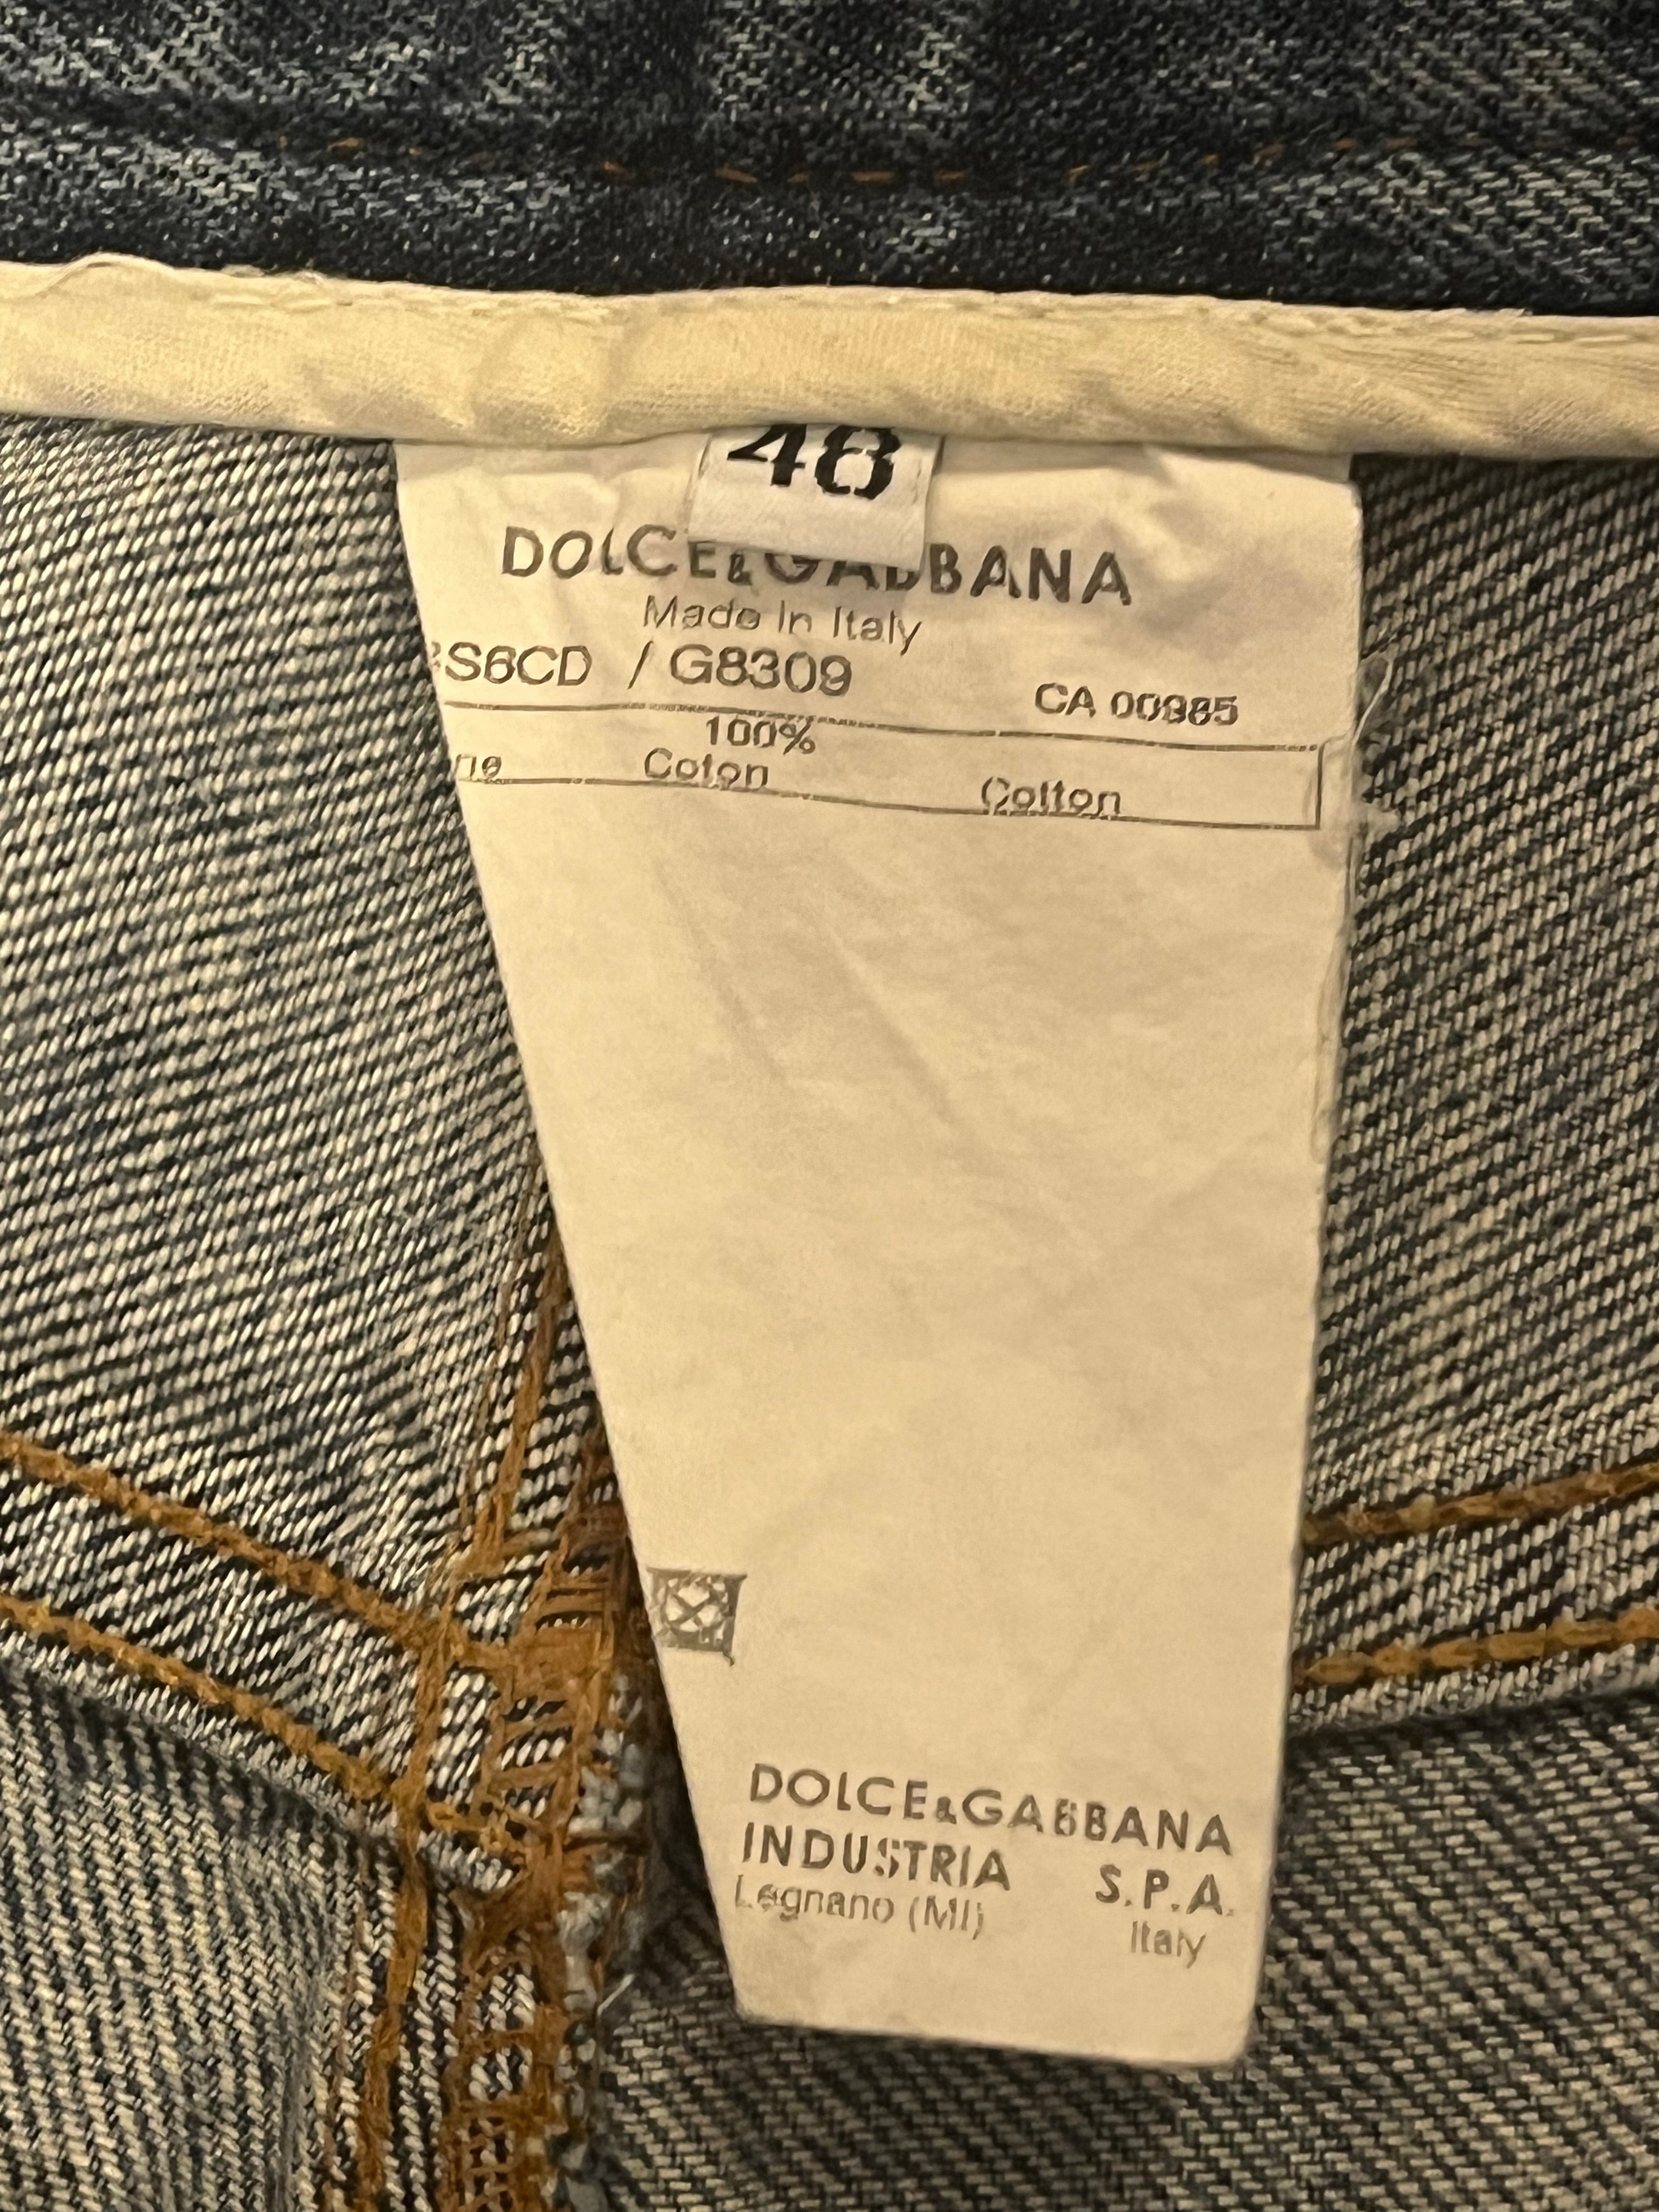 48
DOLCE&GABBANA
Made In Italy
S6CD / G8309
CA 00985
100%
Coton Cotton
DOLCE&GABBANA
INDUSTRIA S.P.A.
Legnano (MI)
Italy